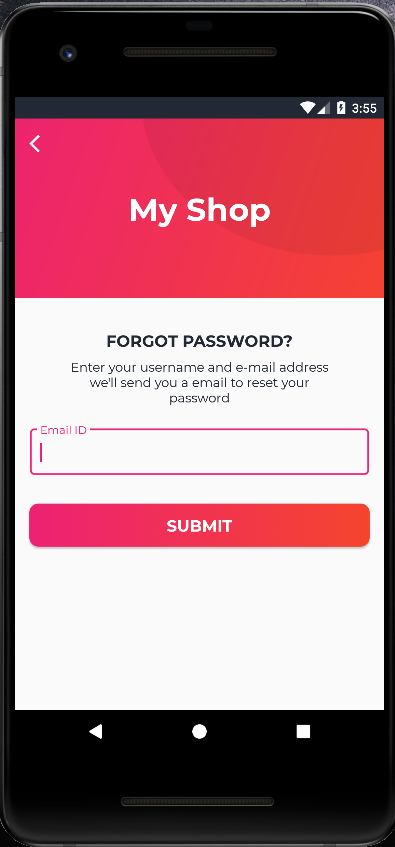 3:55
My Shop
FORGOT PASSWORD?
Enter your username and e-mail address
we'll send you a email to reset your
password
Email ID
SUBMIT